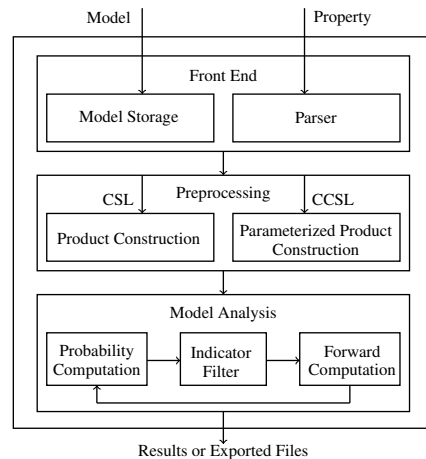 Model
Property
Front End
Model Storage
Parser
CSL
Preprocessing
CCSL
Product Construction
Parameterized Product
Construction
Model Analysis
Probability
Computation
Indicator
Filter
Forward
Computation
Results or Exported Files